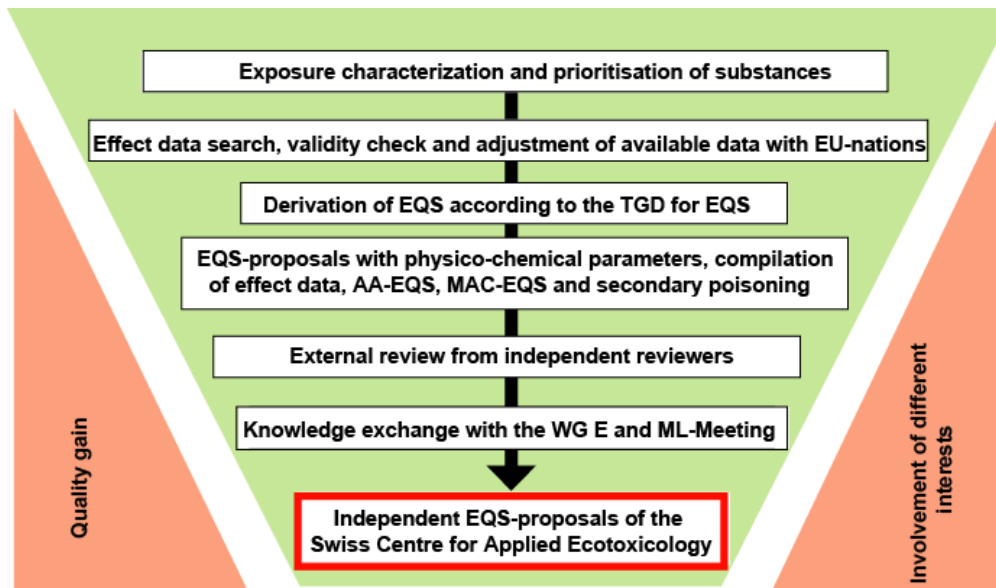 Exposure characterization and prioritisation of substances
Effect data search, validity check and adjustment of available data with EU-nations
Derivation of EQS according to the TGD for EQS
EQS-proposals with physico-chemical parameters, compilation
of effect data, AA-EQS, MAC-EQS and secondary poisoning
External review from independent reviewers
Knowledge exchange with the WG E and ML-Meeting
Independent EQS-proposals of the
Swiss Centre for Applied Ecotoxicology
Quality gain
Involvement of different
interests